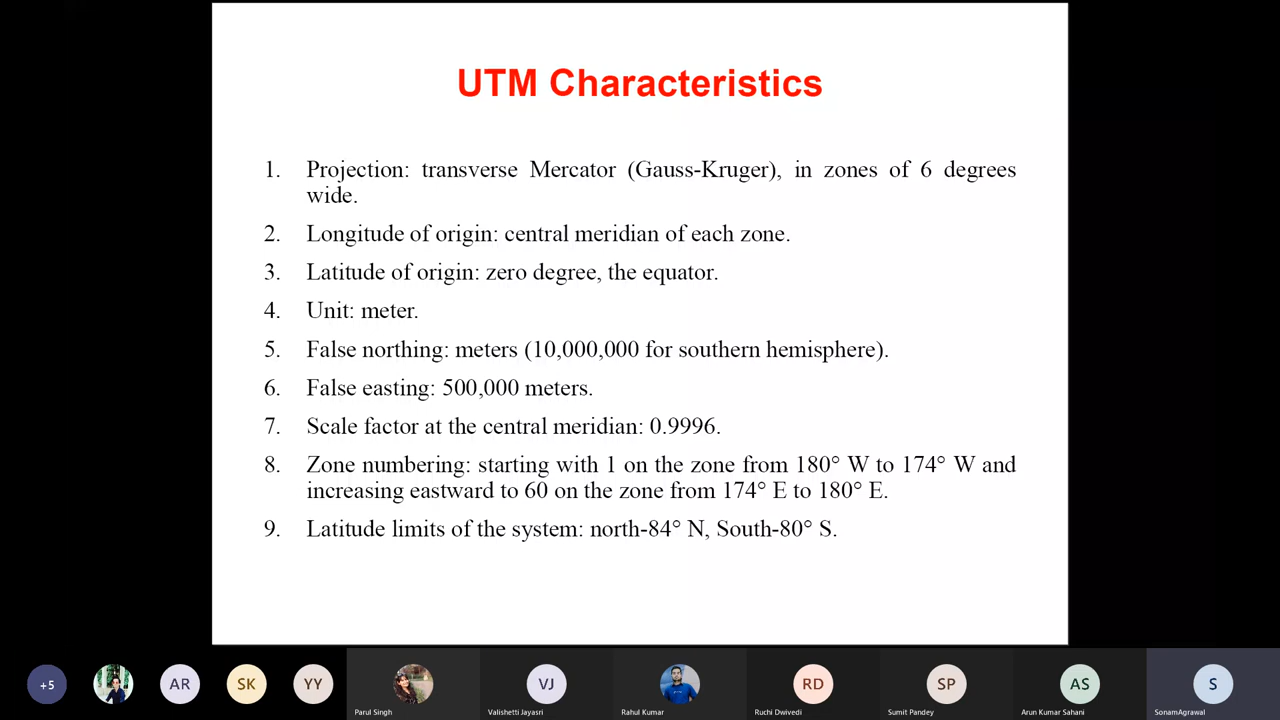 UTM Characteristics
1. Projection: transverse Mercator (Gauss-Kruger), in zones of 6 degrees
wide.
2. Longitude of origin: central meridian of each zone.
3. Latitude of origin: zero degree, the equator.
4. Unit: meter.
5. False northing: meters (10,000,000 for southern hemisphere).
6. False easting: 500,000 meters.
7. Scale factor at the central meridian: 0.9996.
8. Zone numbering: starting with 1 on the zone from 180° W to 174° W and
increasing eastward to 60 on the zone from 174° E to 180° E.
9. Latitude limits of the system: north-84° N, South-80° S.
+5 AR SK YY VJ RD SP AS S
Parul Singh Valishetti Jayasri Rahul Kumar Ruchi Dwivedi Sumit Pandey Arun Kumar Sahani SonamAgrawal